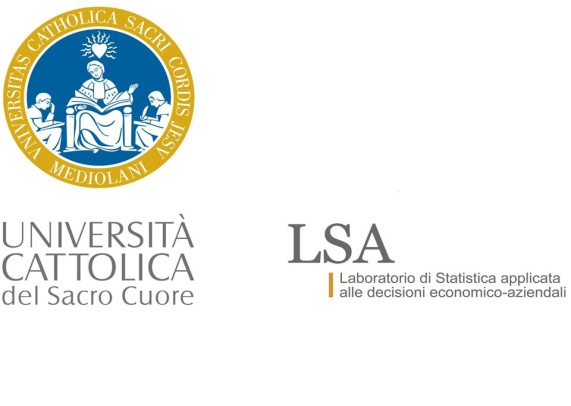 UNIVERSITAS CATHOLICA SACRI CORDIS JESV
MEDIOLANI
UNIVERSITÀ
CATTOLICA
del Sacro Cuore
LSA
Laboratorio di Statistica applicata
alle decisioni economico-aziendali